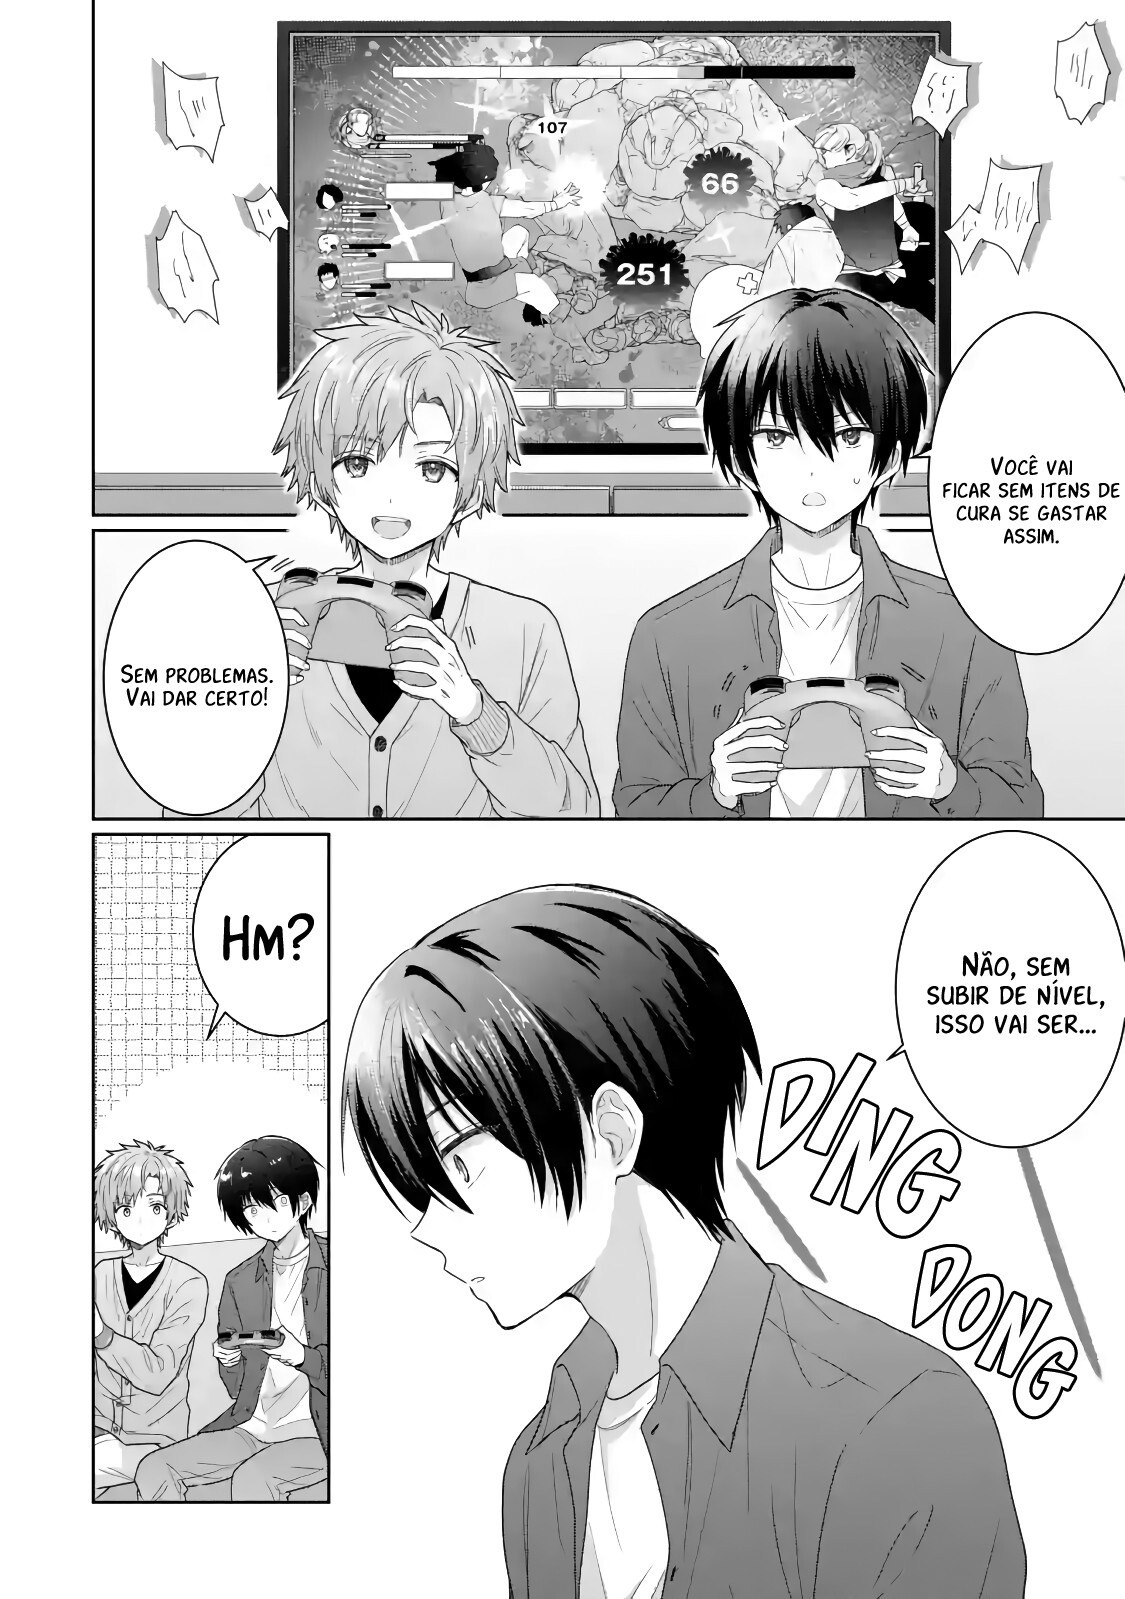 107
66
251
VOCÊ VAI
FICAR SEM ITENS DE
CURA SE GASTAR
ASSIM.
SEM PROBLEMAS.
VAI DAR CERTO!
NÃO, SEM
SUBIR DE NÍVEL,
ISSO VAI SER...
DING
DONG
HM?